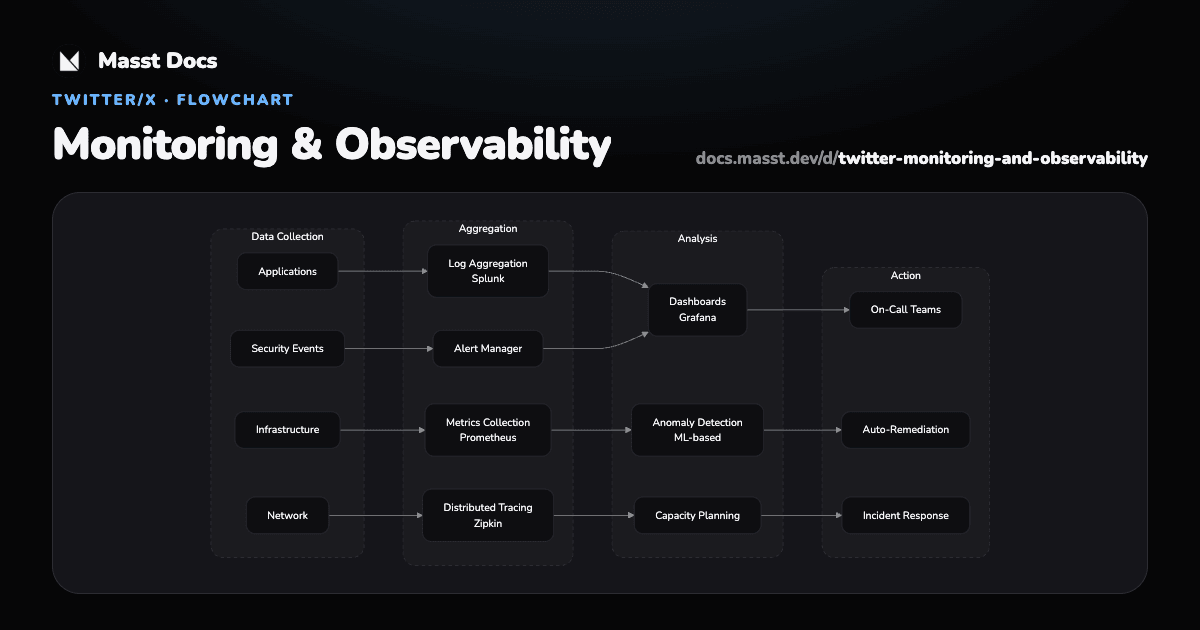 Masst Docs
TWITTER/X · FLOWCHART
Monitoring & Observability
docs.masst.dev/d/twitter-monitoring-and-observability
Data Collection
Applications
Security Events
Infrastructure
Network
Aggregation
Log Aggregation
Splunk
Alert Manager
Metrics Collection
Prometheus
Distributed Tracing
Zipkin
Analysis
Dashboards
Grafana
Anomaly Detection
ML-based
Capacity Planning
Action
On-Call Teams
Auto-Remediation
Incident Response